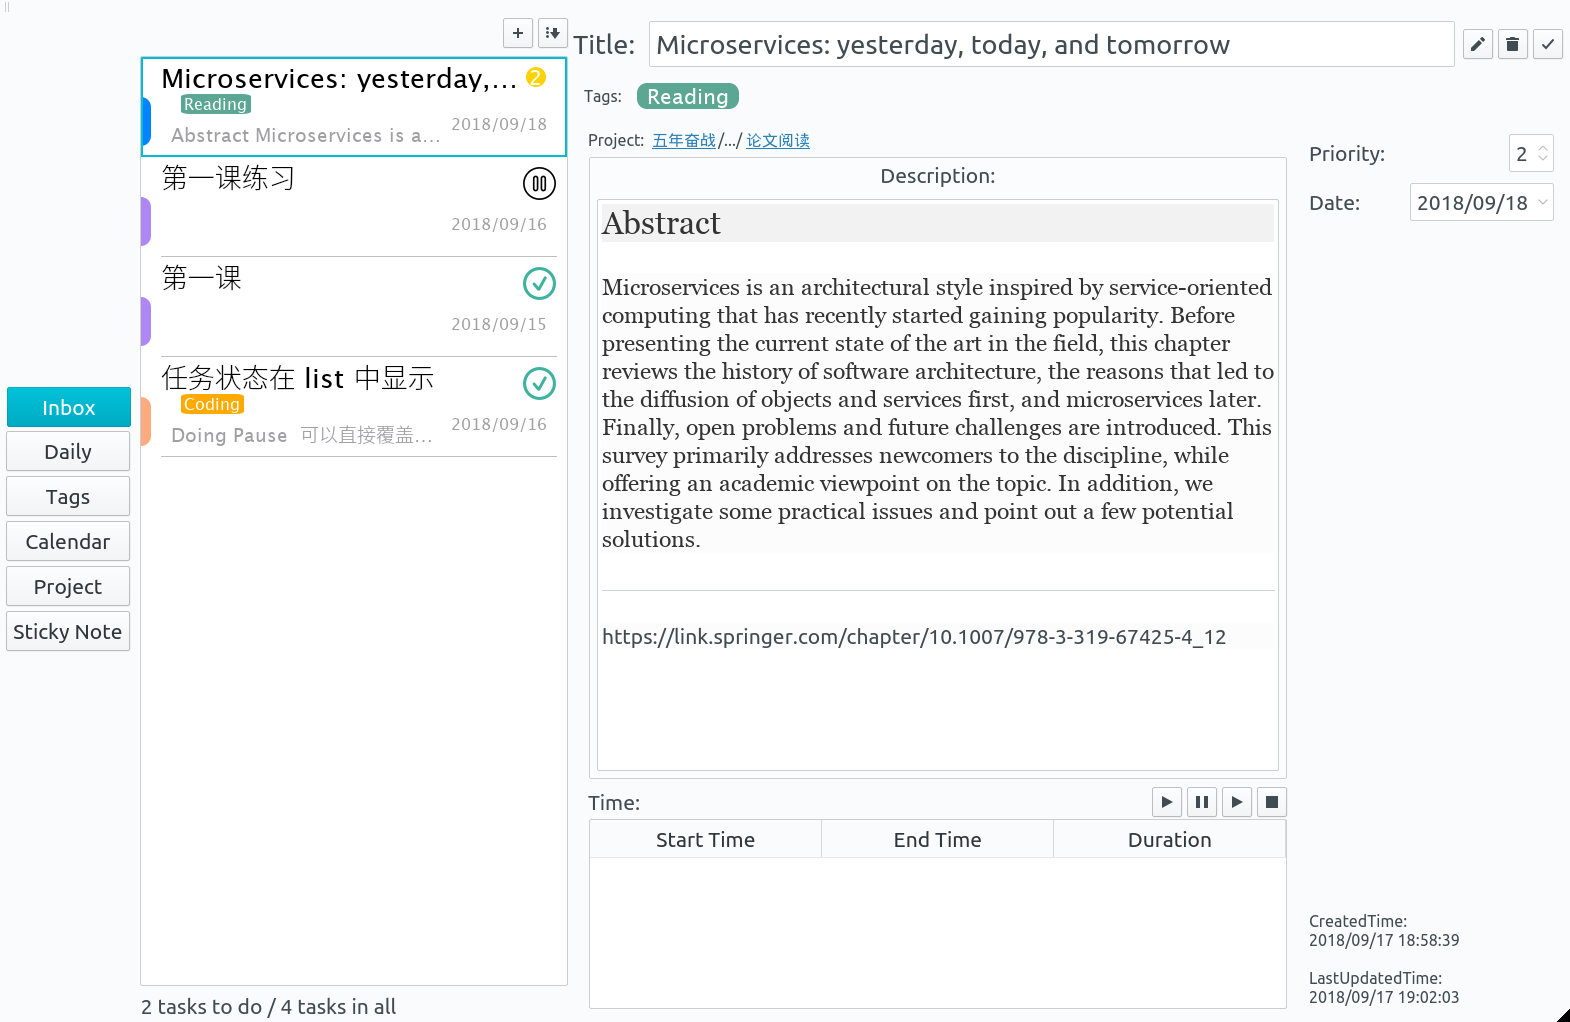 Inbox
Daily
Tags
Calendar
Project
Sticky Note
Microservices: yesterday,...
2
Reading
Abstract Microservices is a...
2018/09/18
第一课练习
2018/09/16
第一课
2018/09/15
任务状态在 list 中显示
Coding
Doing Pause 可以直接覆盖...
2018/09/16
2 tasks to do / 4 tasks in all
Title: Microservices: yesterday, today, and tomorrow
Tags: Reading
Project: 五年奋战/.../ 论文阅读
Description:
Abstract
Microservices is an architectural style inspired by service-oriented
computing that has recently started gaining popularity. Before
presenting the current state of the art in the field, this chapter
reviews the history of software architecture, the reasons that led to
the diffusion of objects and services first, and microservices later.
Finally, open problems and future challenges are introduced. This
survey primarily addresses newcomers to the discipline, while
offering an academic viewpoint on the topic. In addition, we
investigate some practical issues and point out a few potential
solutions.
https://link.springer.com/chapter/10.1007/978-3-319-67425-4_12
Time:
Start Time End Time Duration
Priority: 2
Date: 2018/09/18
CreatedTime:
2018/09/17 18:58:39
LastUpdatedTime:
2018/09/17 19:02:03